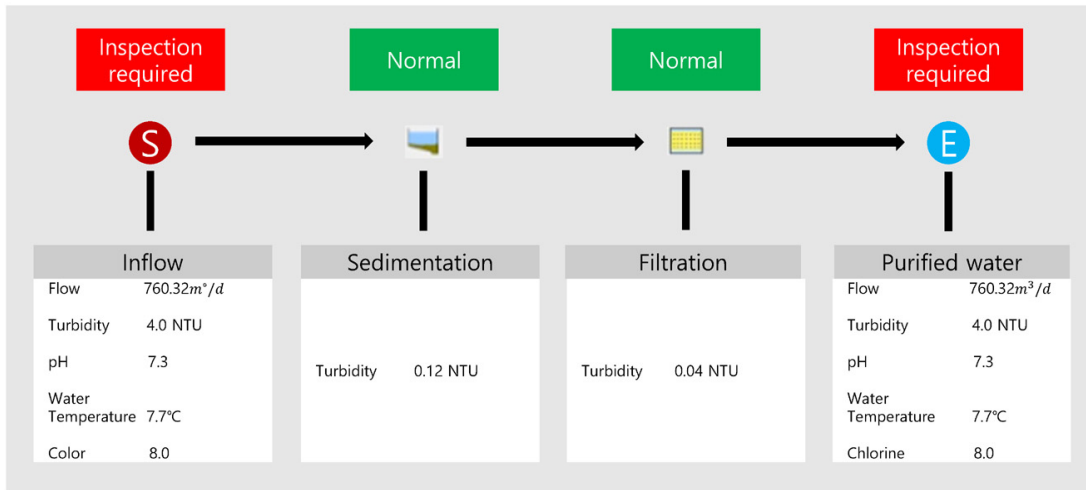 Inspection
required
Normal
Normal
Inspection
required
S
E
Inflow
Flow 760.32m°/d
Turbidity 4.0 NTU
pH 7.3
Water
Temperature 7.7℃
Color 8.0
Sedimentation
Turbidity 0.12 NTU
Filtration
Turbidity 0.04 NTU
Purified water
Flow 760.32m³/d
Turbidity 4.0 NTU
pH 7.3
Water
Temperature 7.7℃
Chlorine 8.0